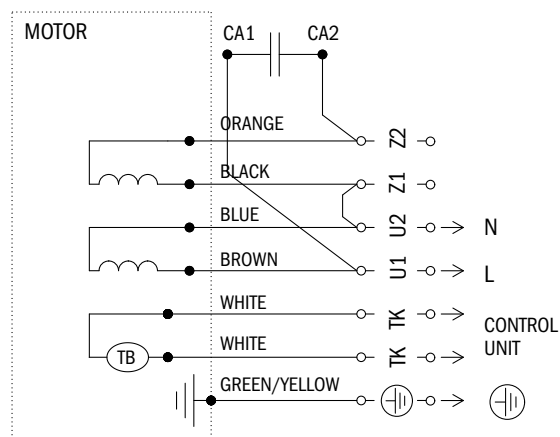 MOTOR
CA1 CA2
ORANGE
Z2
BLACK
Z1
BLUE
U2
N
BROWN
U1
L
WHITE
TK
CONTROL
UNIT
WHITE
TK
TB
GREEN/YELLOW